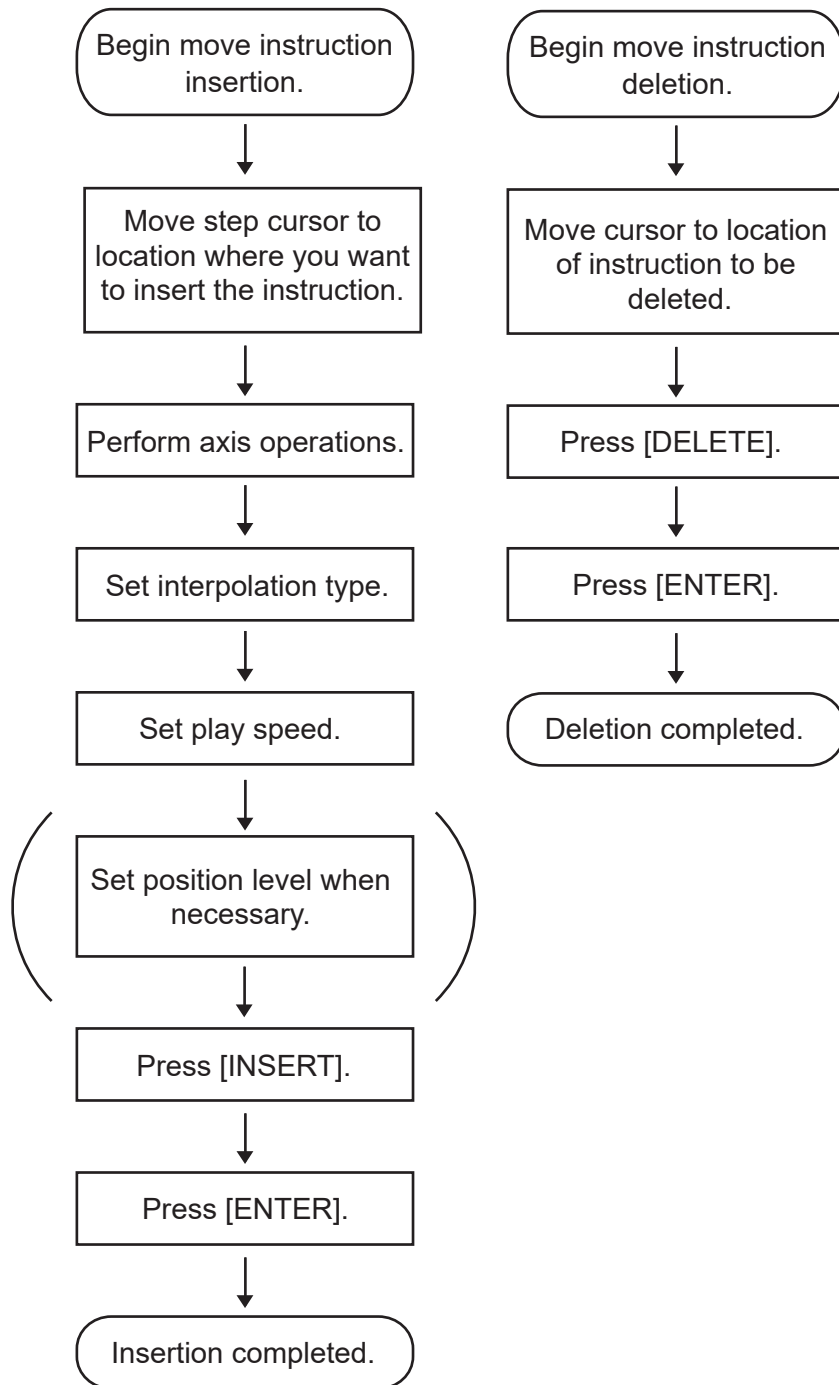 Begin move instruction
insertion.
Move step cursor to
location where you want
to insert the instruction.
Perform axis operations.
Set interpolation type.
Set play speed.
Set position level when
necessary.
Press [INSERT].
Press [ENTER].
Insertion completed.
Begin move instruction
deletion.
Move cursor to location
of instruction to be
deleted.
Press [DELETE].
Press [ENTER].
Deletion completed.